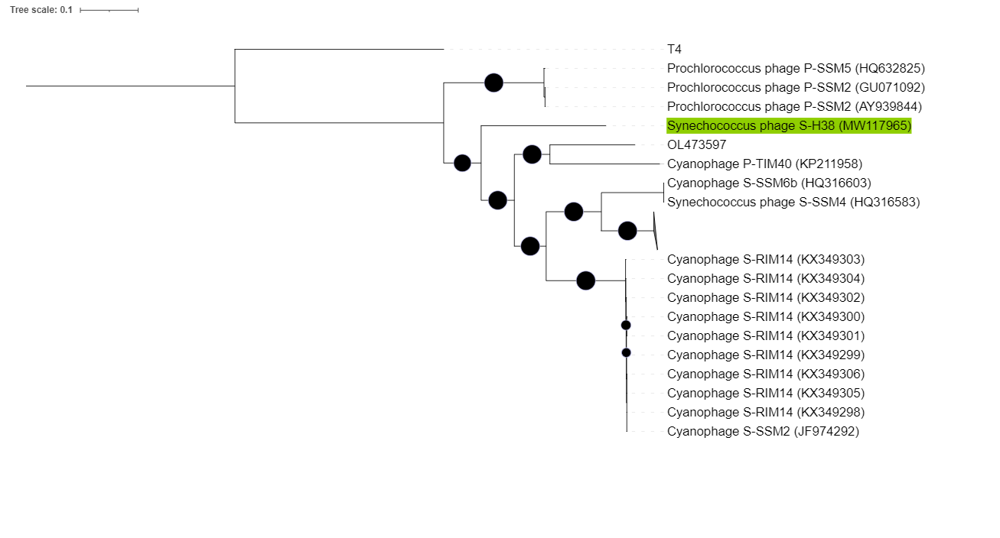 Tree scale: 0.1
T4
Prochlorococcus phage P-SSM5 (HQ632825)
Prochlorococcus phage P-SSM2 (GU071092)
Prochlorococcus phage P-SSM2 (AY939844)
Synechococcus phage S-H38 (MW117965)
OL473597
Cyanophage P-TIM40 (KP211958)
Cyanophage S-SSM6b (HQ316603)
Synechococcus phage S-SSM4 (HQ316583)
Cyanophage S-RIM14 (KX349303)
Cyanophage S-RIM14 (KX349304)
Cyanophage S-RIM14 (KX349302)
Cyanophage S-RIM14 (KX349300)
Cyanophage S-RIM14 (KX349301)
Cyanophage S-RIM14 (KX349299)
Cyanophage S-RIM14 (KX349306)
Cyanophage S-RIM14 (KX349305)
Cyanophage S-RIM14 (KX349298)
Cyanophage S-SSM2 (JF974292)